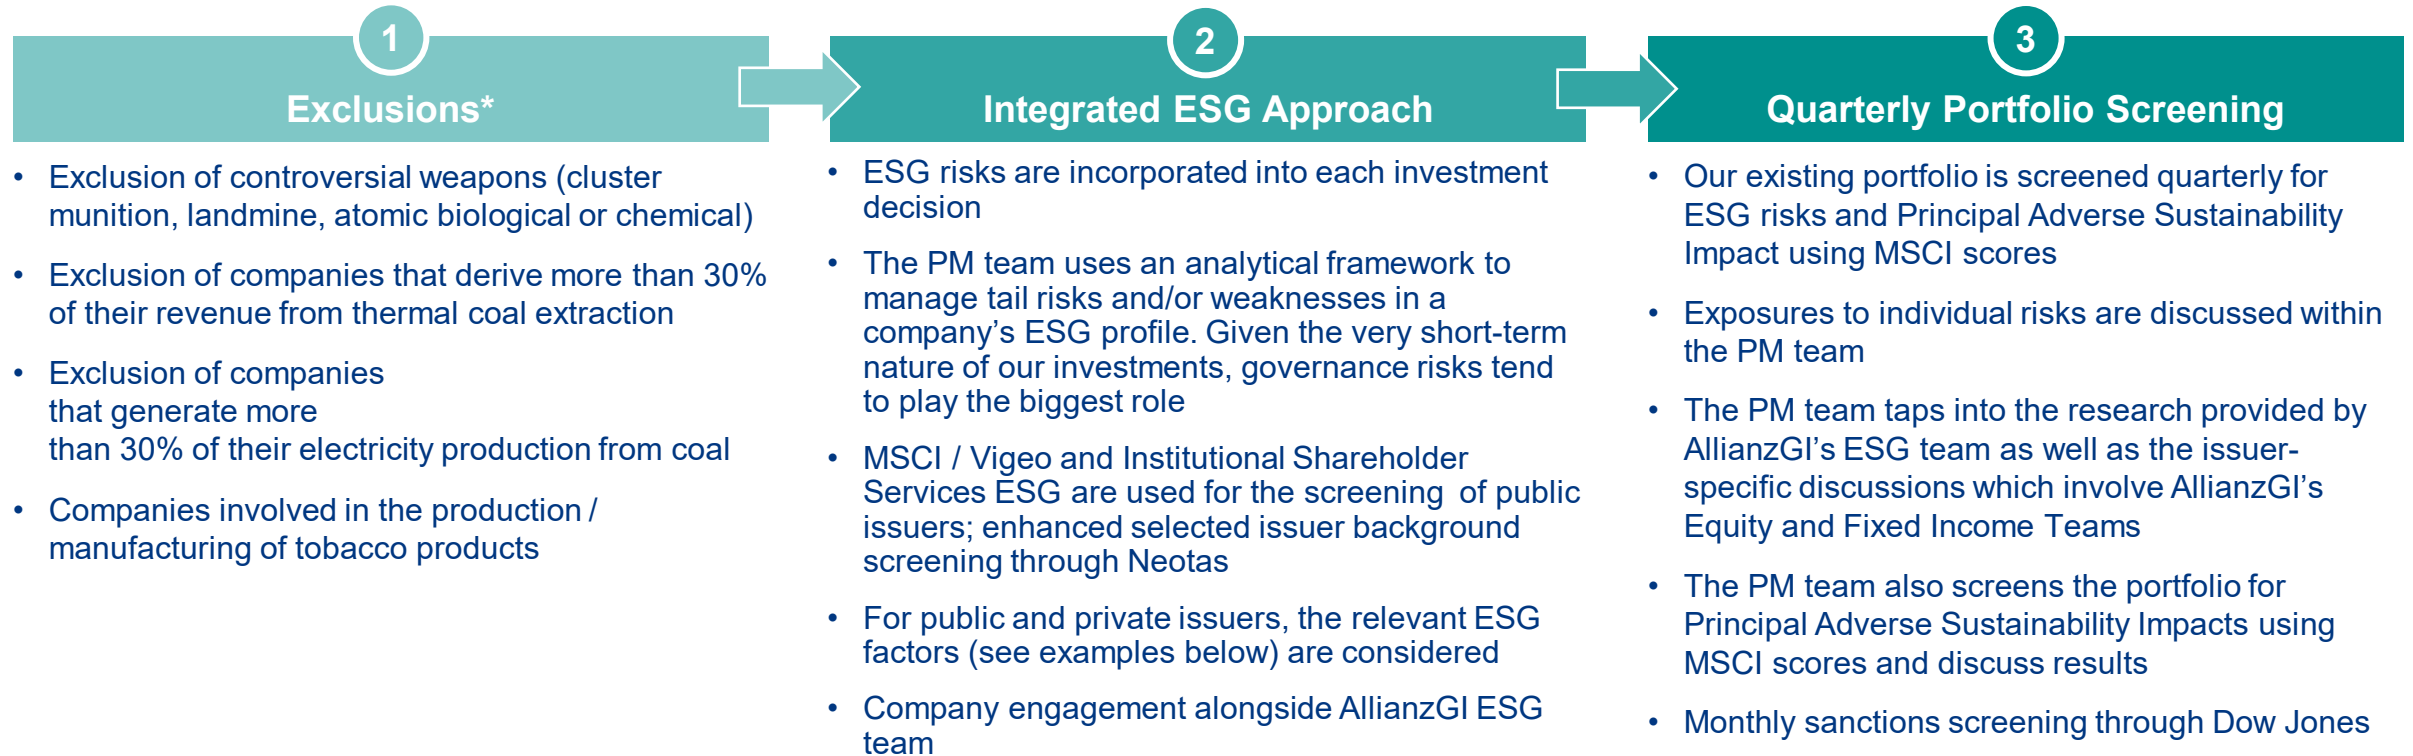 1
Exclusions*
• Exclusion of controversial weapons (cluster
munition, landmine, atomic biological or chemical)
• Exclusion of companies that derive more than 30%
of their revenue from thermal coal extraction
• Exclusion of companies
that generate more
than 30% of their electricity production from coal
• Companies involved in the production /
manufacturing of tobacco products
2
Integrated ESG Approach
• ESG risks are incorporated into each investment
decision
• The PM team uses an analytical framework to
manage tail risks and/or weaknesses in a
company’s ESG profile. Given the very short-term
nature of our investments, governance risks tend
to play the biggest role
• MSCI / Vigeo and Institutional Shareholder
Services ESG are used for the screening of public
issuers; enhanced selected issuer background
screening through Neotas
• For public and private issuers, the relevant ESG
factors (see examples below) are considered
• Company engagement alongside AllianzGI ESG
team
3
Quarterly Portfolio Screening
• Our existing portfolio is screened quarterly for
ESG risks and Principal Adverse Sustainability
Impact using MSCI scores
• Exposures to individual risks are discussed within
the PM team
• The PM team taps into the research provided by
AllianzGI’s ESG team as well as the issuer-
specific discussions which involve AllianzGI’s
Equity and Fixed Income Teams
• The PM team also screens the portfolio for
Principal Adverse Sustainability Impacts using
MSCI scores and discuss results
• Monthly sanctions screening through Dow Jones